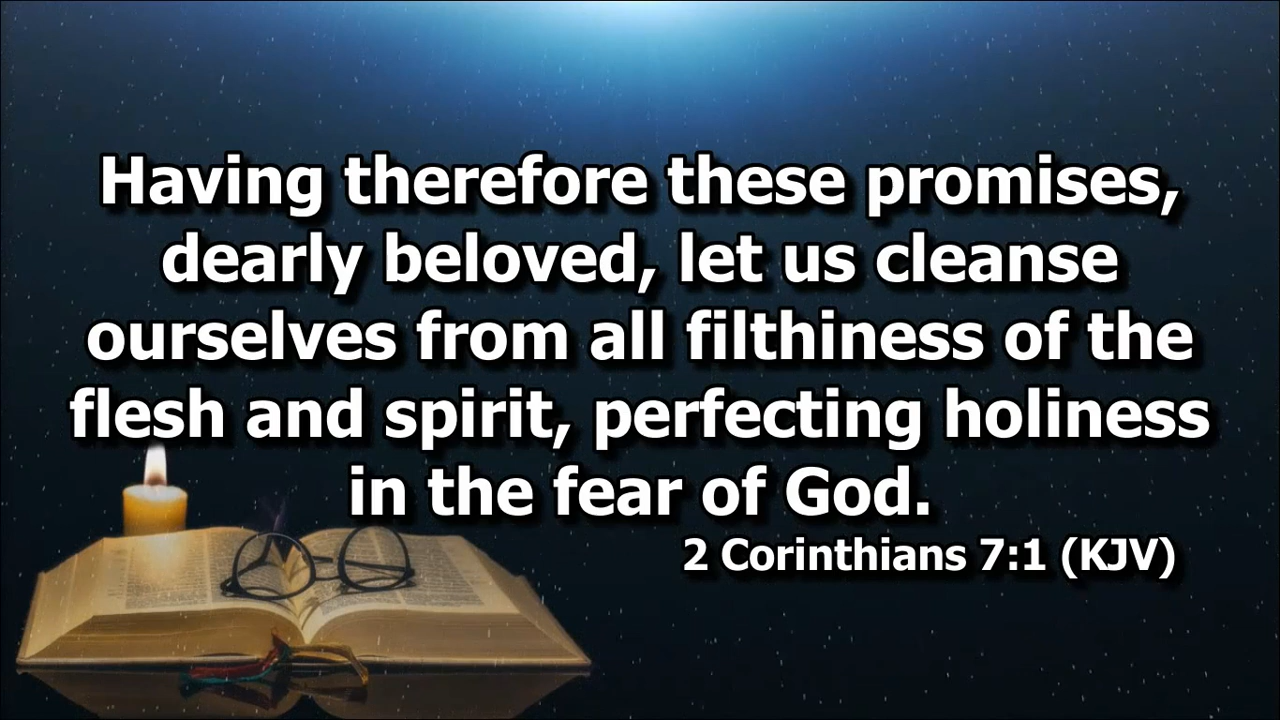 Having therefore these promises,
dearly beloved, let us cleanse
ourselves from all filthiness of the
flesh and spirit, perfecting holiness
in the fear of God.
2 Corinthians 7:1 (KJV)